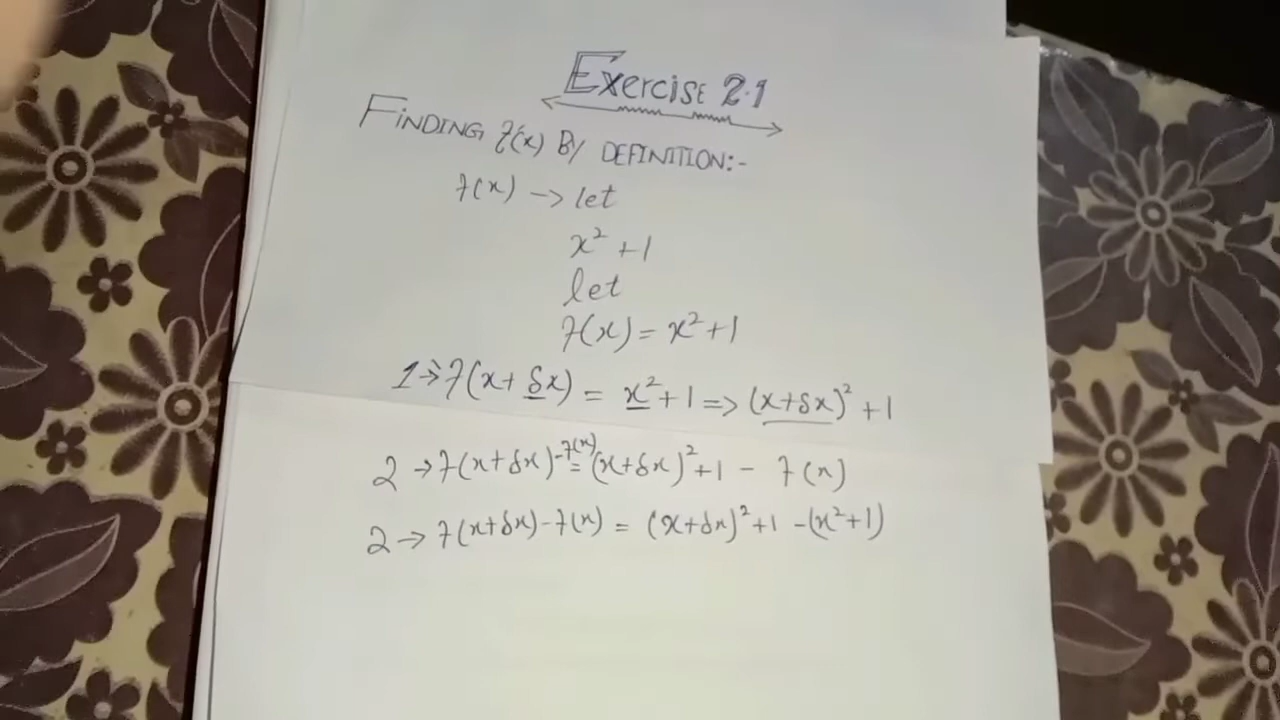 Exercise 2.1
FINDING f'(x) By DEFINITION:-
f(x) -> let
x² + 1
let
f(x) = x² + 1
1 → f(x + δx) = x² + 1 => (x + δx)² + 1
2 → f(x + δx) - f(x) = (x + δx)² + 1 - f(x)
2 → f(x + δx) - f(x) = (x + δx)² + 1 - (x² + 1)